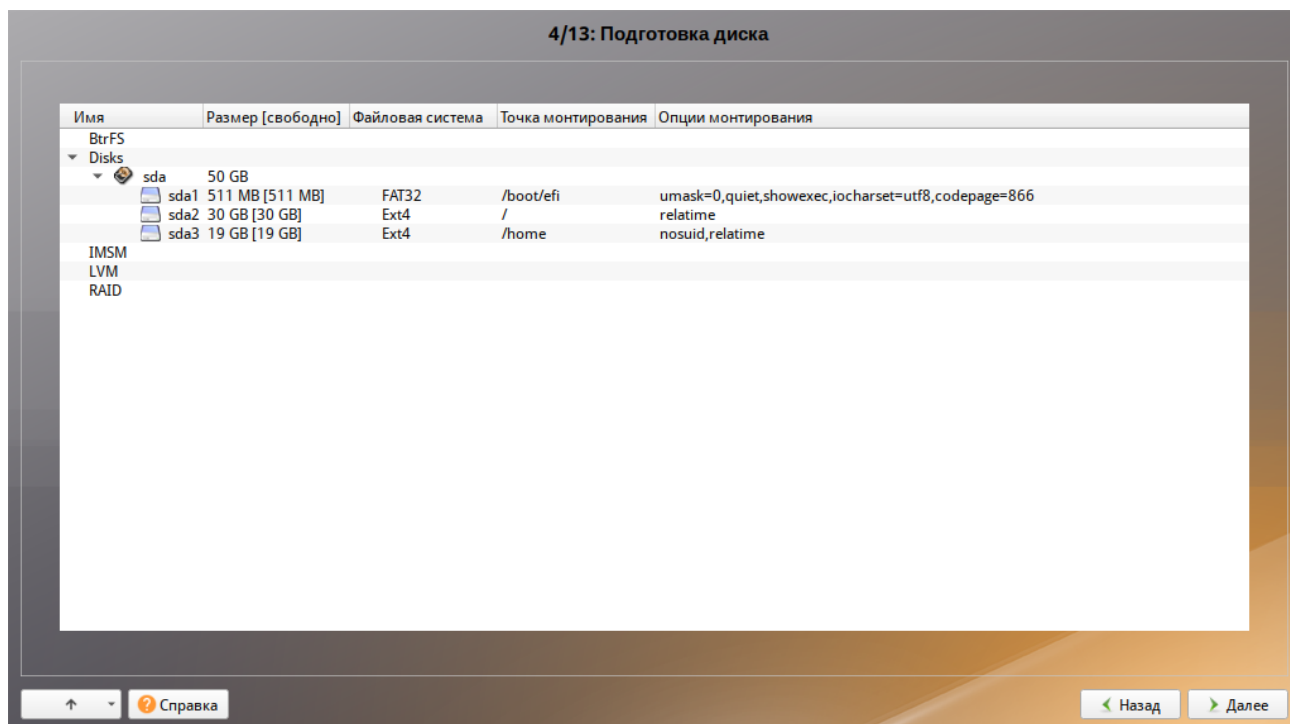 4/13: Подготовка диска
Имя Размер [свободно] Файловая система Точка монтирования Опции монтирования
BtrFS
Disks
sda 50 GB
sda1 511 MB [511 MB] FAT32 /boot/efi umask=0,quiet,showexec,iocharset=utf8,codepage=866
sda2 30 GB [30 GB] Ext4 / relatime
sda3 19 GB [19 GB] Ext4 /home nosuid,relatime
IMSM
LVM
RAID
Справка Назад Далее